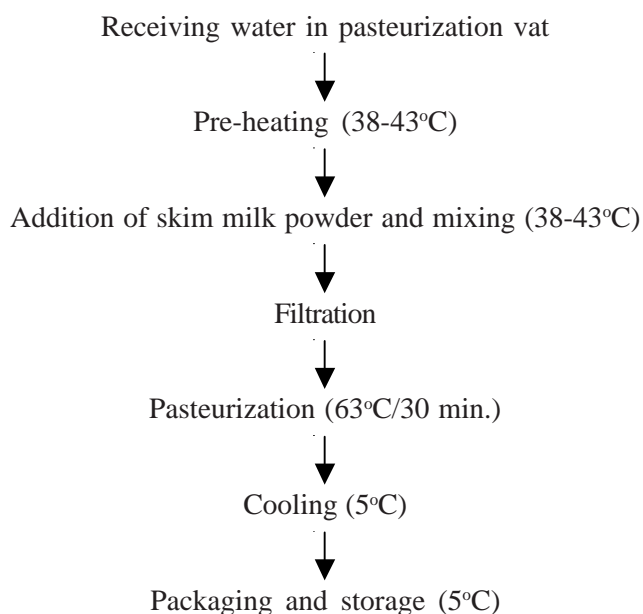 Receiving water in pasteurization vat
Pre-heating (38-43°C)
Addition of skim milk powder and mixing (38-43°C)
Filtration
Pasteurization (63°C/30 min.)
Cooling (5°C)
Packaging and storage (5°C)